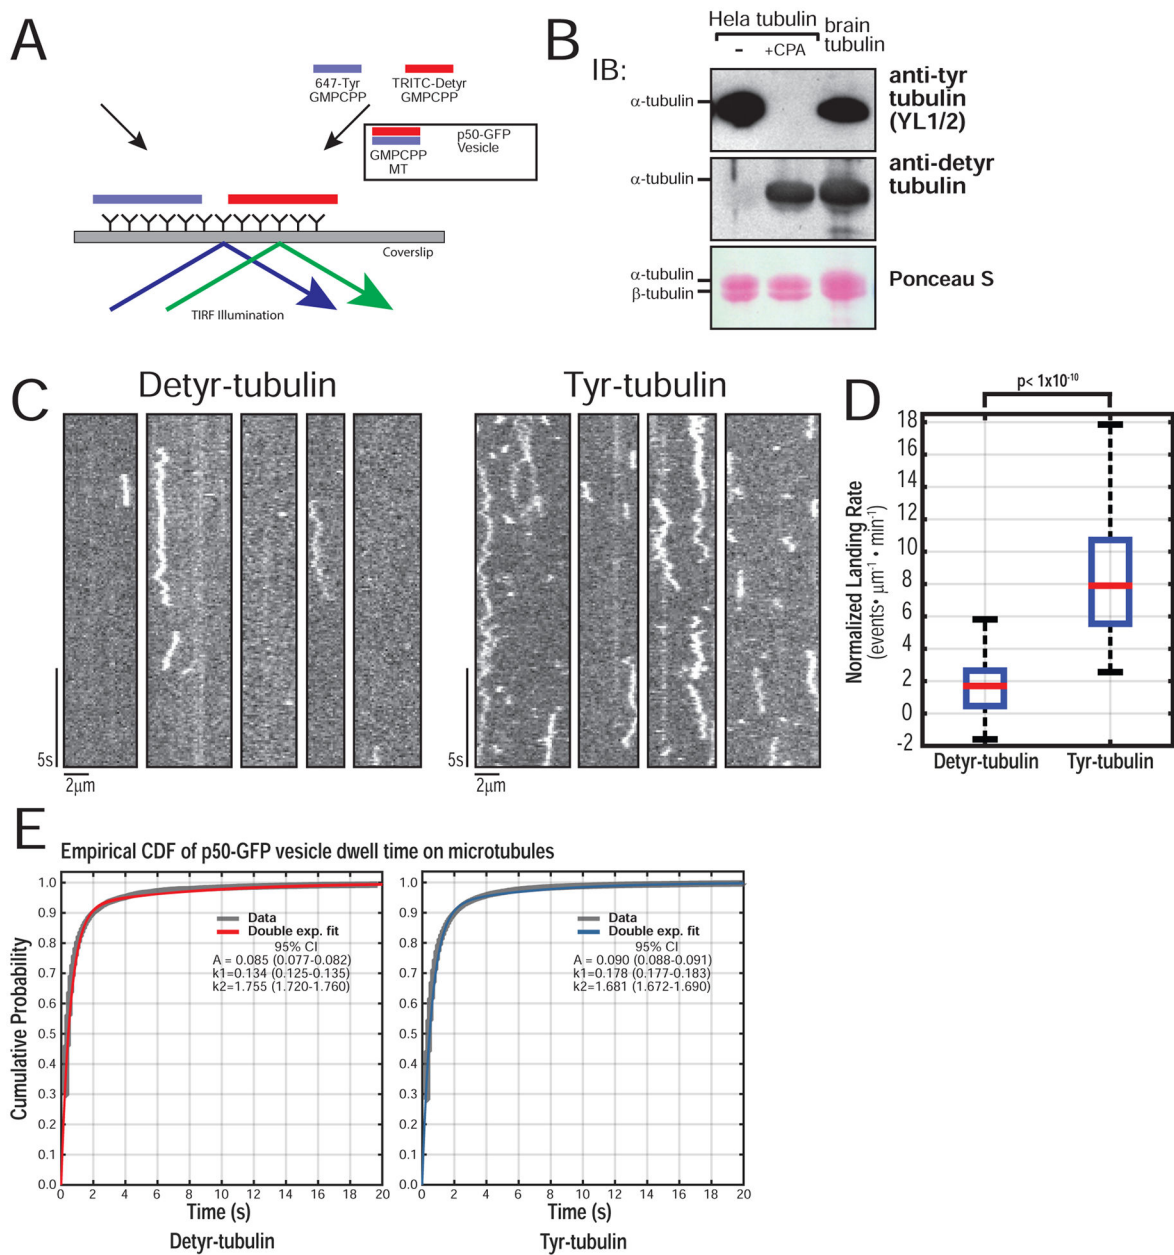 A
647-Tyr
GMPCPP
TRITC-Detyr
GMPCPP
GMPCPP
MT
p50-GFP
Vesicle
Coverslip
TIRF Illumination
B
Hela tubulin
-
+CPA
brain
tubulin
IB:
α-tubulin
anti-tyr
tubulin
(YL1/2)
α-tubulin
anti-detyr
tubulin
α-tubulin
β-tubulin
Ponceau S
C
Detyr-tubulin
Tyr-tubulin
5s
2μm
5s
2μm
D
p< 1x10⁻¹⁰
Normalized Landing Rate
(events• μm⁻¹ • min⁻¹)
18
16
14
12
10
8
6
4
2
0
-2
Detyr-tubulin
Tyr-tubulin
E
Empirical CDF of p50-GFP vesicle dwell time on microtubules
Cumulative Probability
1.0
0.9
0.8
0.7
0.6
0.5
0.4
0.3
0.2
0.1
0.0
Data
Double exp. fit
95% CI
A = 0.085 (0.077-0.082)
k1=0.134 (0.125-0.135)
k2=1.755 (1.720-1.760)
0 2 4 6 8 10 12 14 16 18 20
Time (s)
Detyr-tubulin
1.0
0.9
0.8
0.7
0.6
0.5
0.4
0.3
0.2
0.1
0.0
Data
Double exp. fit
95% CI
A = 0.090 (0.088-0.091)
k1=0.178 (0.177-0.183)
k2=1.681 (1.672-1.690)
0 2 4 6 8 10 12 14 16 18 20
Time (s)
Tyr-tubulin